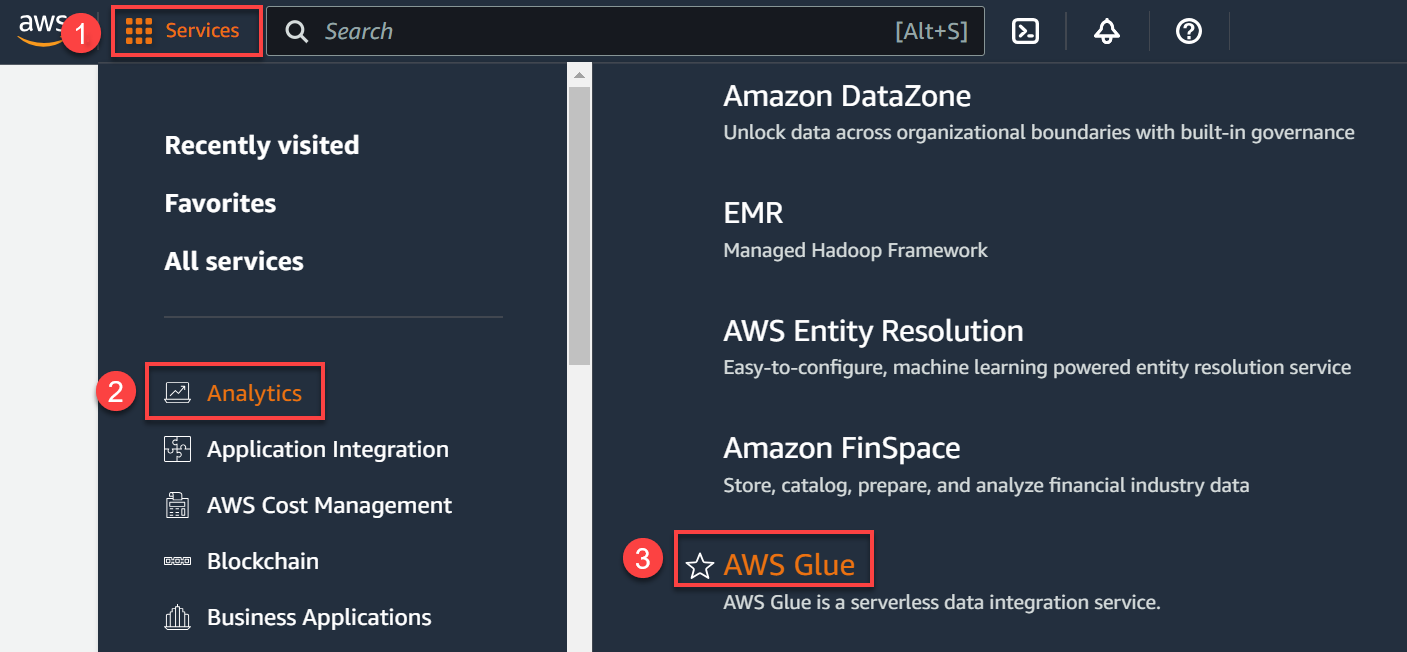 aws
1
Services
Search
[Alt+S]
Recently visited
Favorites
All services
2
Analytics
Application Integration
AWS Cost Management
Blockchain
Business Applications
Amazon DataZone
Unlock data across organizational boundaries with built-in governance
EMR
Managed Hadoop Framework
AWS Entity Resolution
Easy-to-configure, machine learning powered entity resolution service
Amazon FinSpace
Store, catalog, prepare, and analyze financial industry data
3
AWS Glue
AWS Glue is a serverless data integration service.